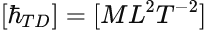 [ℏ_{TD}] = [ML^2T^{-2}]